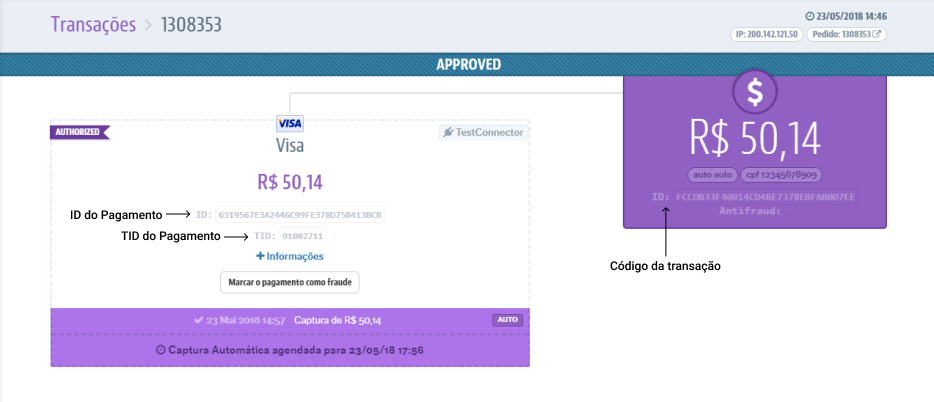 Transações > 1308353
23/05/2018 14:46
IP: 200.142.121.50 Pedido: 1308353
APPROVED
AUTHORIZED
VISA
TestConnector
Visa
R$ 50,14
ID do Pagamento ID: 6319567E3A2446C99FE378D75B413BCB
TID do Pagamento TID: 91082711
+ Informações
Marcar o pagamento como fraude
23 Mai 2018 14:57 Captura de R$ 50,14 AUTO
Captura Automática agendada para 23/05/18 17:56
$
R$ 50,14
auto auto cpf 12345678909
ID: FCCDB33F40B14CD4BE7378EBFAB0D7EE
Antifraud:
Código da transação